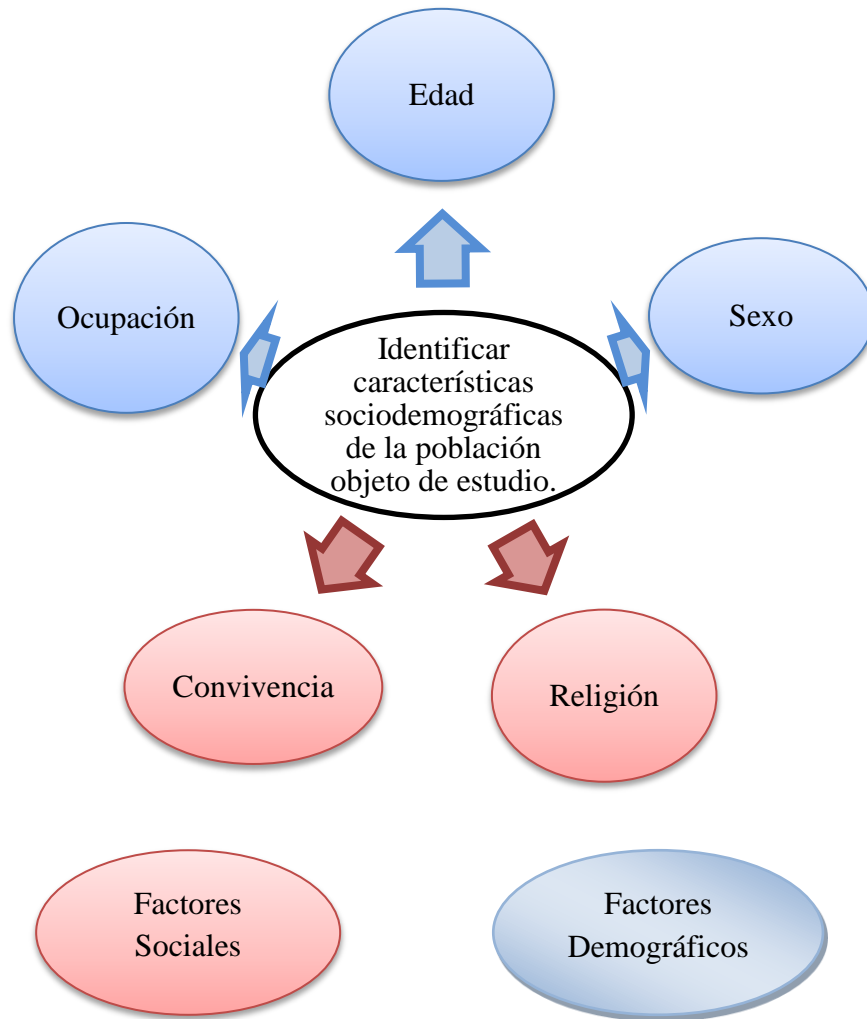 Edad
Ocupación
Sexo
Identificar
características
sociodemográficas
de la población
objeto de estudio.
Convivencia
Religión
Factores
Sociales
Factores
Demográficos